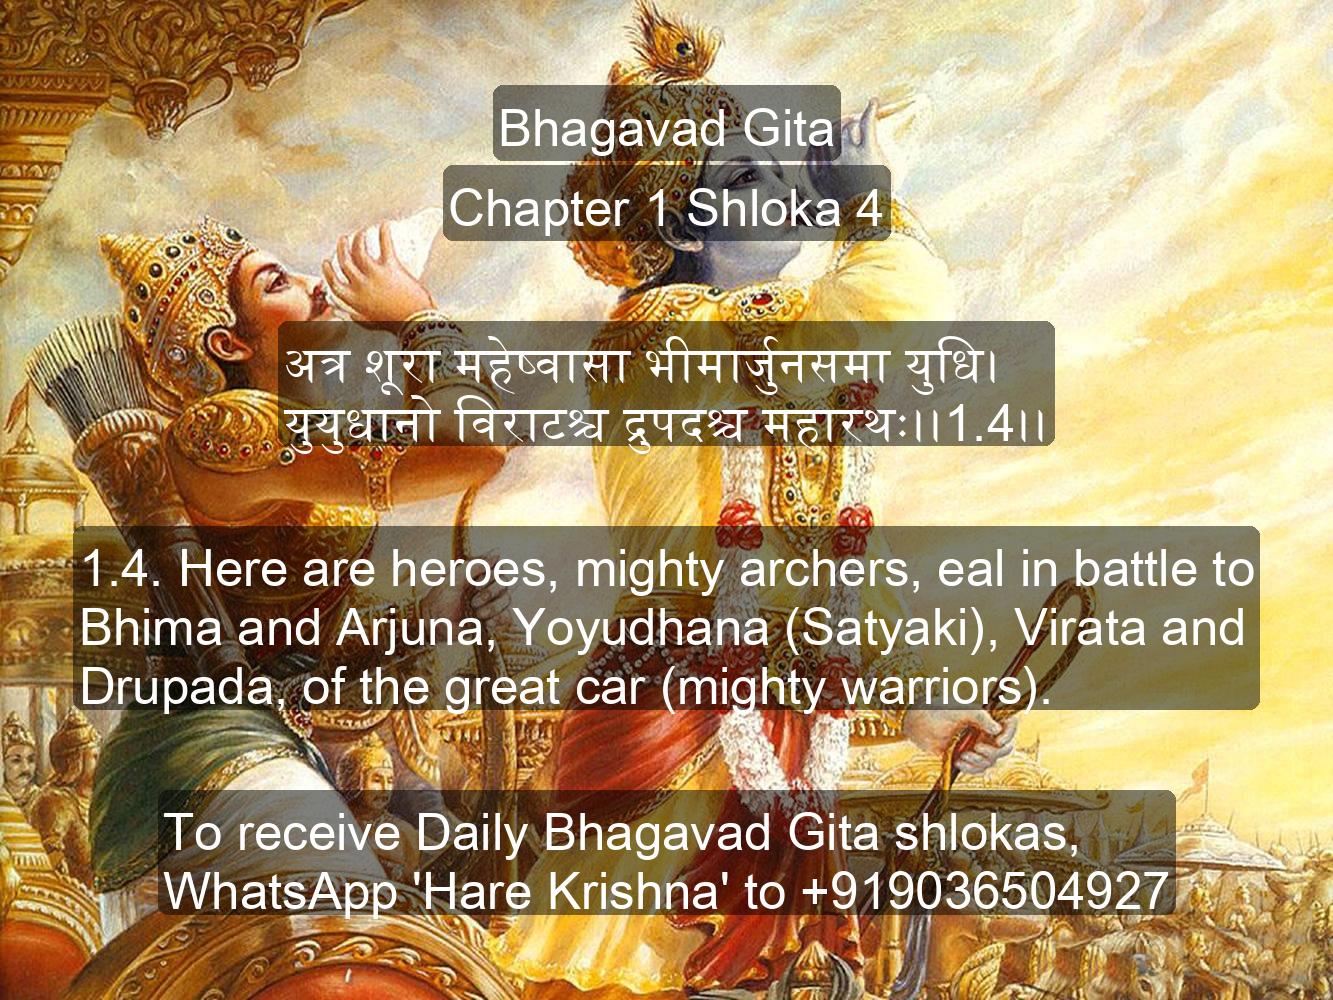 Bhagavad Gita
Chapter 1 Shloka 4
अत्र शूरा महेष्वासा भीमार्जुनसमा युधि।
युयुधानो विराटश्च द्रुपदश्च महारथः।।1.4।।
1.4. Here are heroes, mighty archers, eal in battle to
Bhima and Arjuna, Yoyudhana (Satyaki), Virata and
Drupada, of the great car (mighty warriors).
To receive Daily Bhagavad Gita shlokas,
WhatsApp 'Hare Krishna' to +919036504927